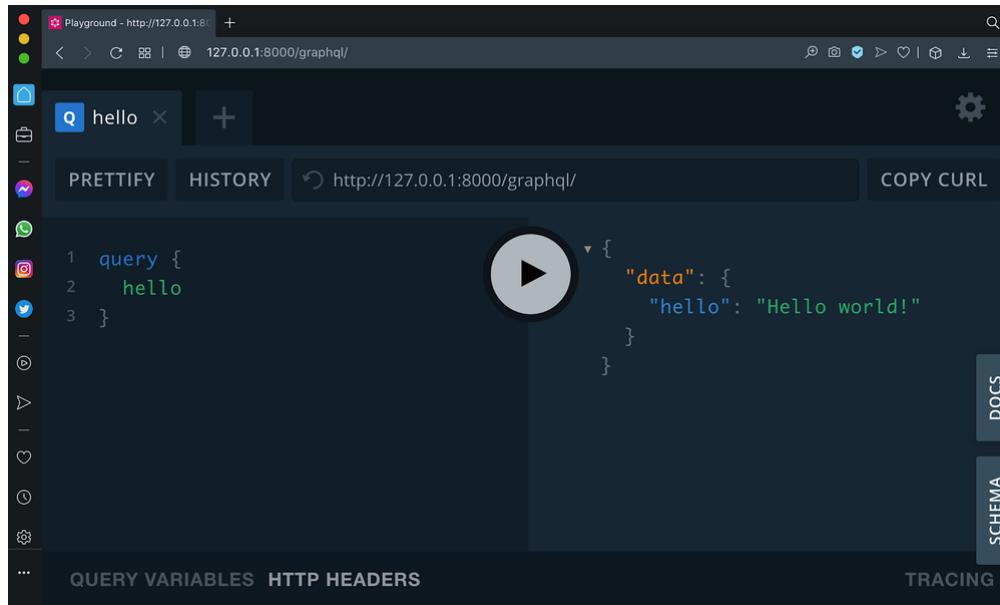 Playground - http://127.0.0.1:80
127.0.0.1:8000/graphql/
Q hello
PRETTIFY
HISTORY
http://127.0.0.1:8000/graphql/
COPY CURL
1 query {
2 hello
3 }
{
"data": {
"hello": "Hello world!"
}
}
DOCS
SCHEMA
QUERY VARIABLES
HTTP HEADERS
TRACING